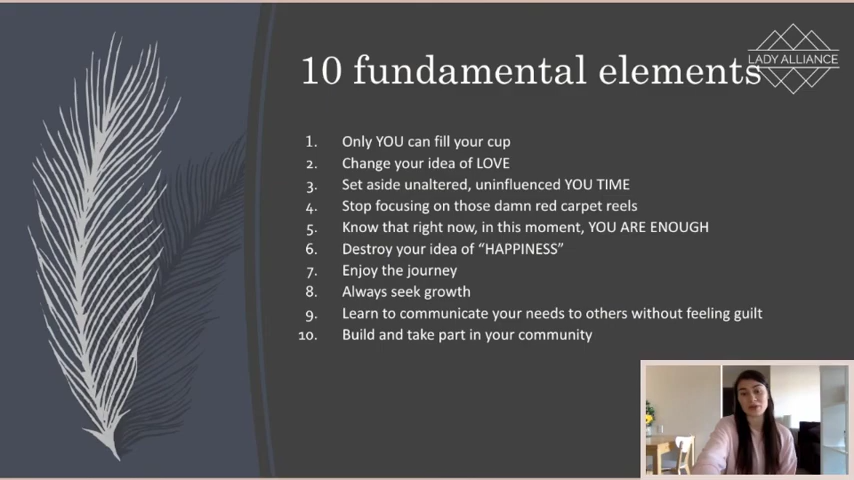 10 fundamental elements
LADY ALLIANCE
1. Only YOU can fill your cup
2. Change your idea of LOVE
3. Set aside unaltered, uninfluenced YOU TIME
4. Stop focusing on those damn red carpet reels
5. Know that right now, in this moment, YOU ARE ENOUGH
6. Destroy your idea of “HAPPINESS”
7. Enjoy the journey
8. Always seek growth
9. Learn to communicate your needs to others without feeling guilt
10. Build and take part in your community